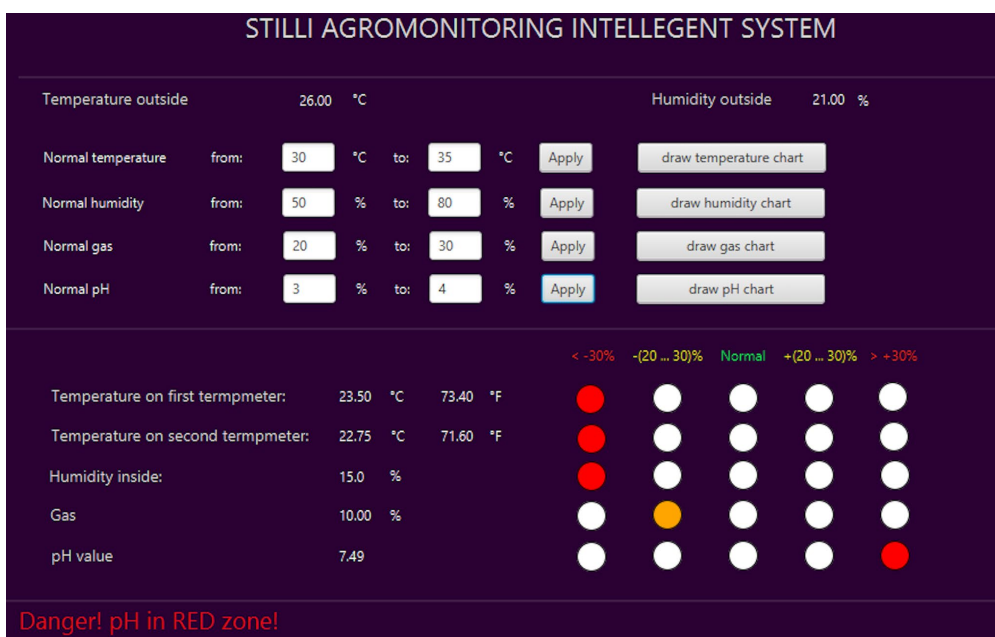 STILLI AGROMONITORING INTELLEGENT SYSTEM
Temperature outside 26.00 °C Humidity outside 21.00 %
Normal temperature from: 30 °C to: 35 °C Apply draw temperature chart
Normal humidity from: 50 % to: 80 % Apply draw humidity chart
Normal gas from: 20 % to: 30 % Apply draw gas chart
Normal pH from: 3 % to: 4 % Apply draw pH chart
< -30% -(20 ... 30)% Normal +(20 ... 30)% > +30%
Temperature on first termpmeter: 23.50 °C 73.40 °F
Temperature on second termpmeter: 22.75 °C 71.60 °F
Humidity inside: 15.0 %
Gas 10.00 %
pH value 7.49
Danger! pH in RED zone!